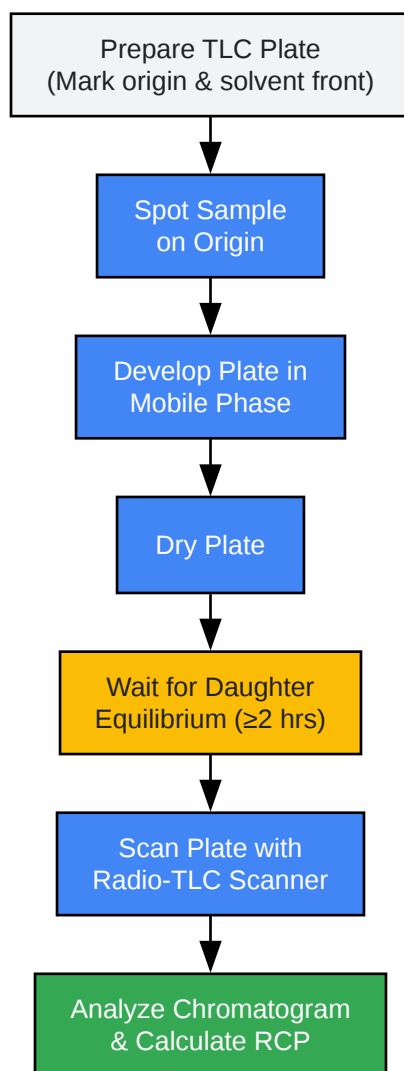 Prepare TLC Plate
(Mark origin & solvent front)
Spot Sample
on Origin
Develop Plate in
Mobile Phase
Dry Plate
Wait for Daughter
Equilibrium (≥2 hrs)
Scan Plate with
Radio-TLC Scanner
Analyze Chromatogram
& Calculate RCP